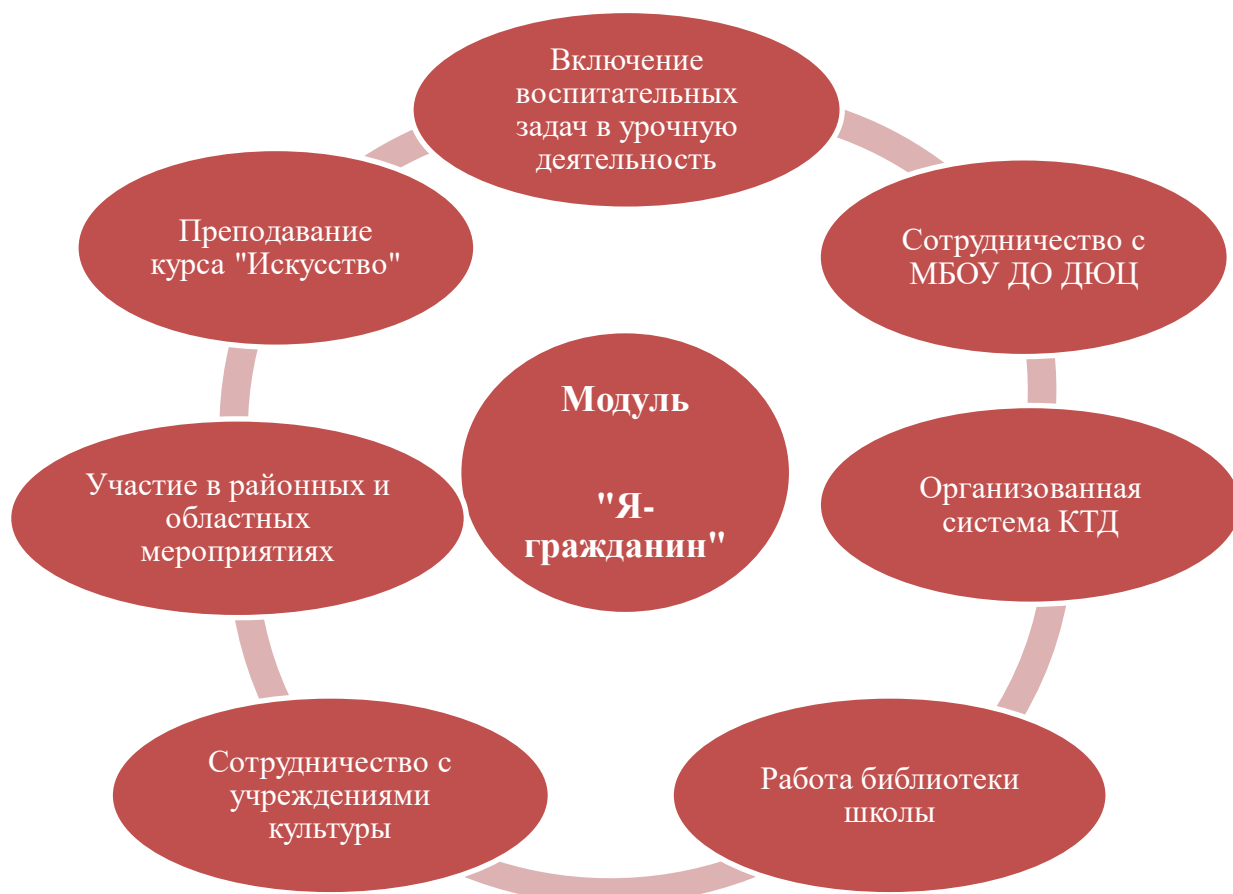 Включение
воспитательных
задач в урочную
деятельность
Сотрудничество с
МБОУ ДО ДЮЦ
Организованная
система КТД
Работа библиотеки
школы
Сотрудничество с
учреждениями
культуры
Участие в районных и
областных
мероприятиях
Преподавание
курса "Искусство"
Модуль
"Я-
гражданин"